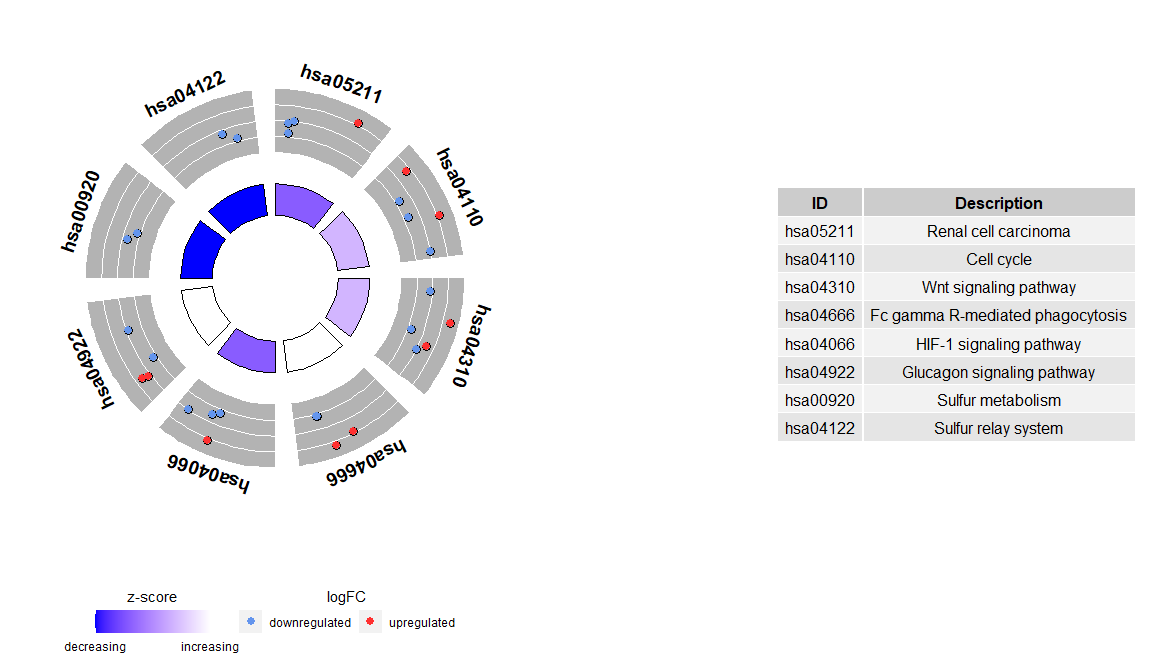 hsa04122
hsa05211
hsa04110
hsa00920
hsa04310
hsa04922
hsa04066
hsa04666
ID Description
hsa05211 Renal cell carcinoma
hsa04110 Cell cycle
hsa04310 Wnt signaling pathway
hsa04666 Fc gamma R-mediated phagocytosis
hsa04066 HIF-1 signaling pathway
hsa04922 Glucagon signaling pathway
hsa00920 Sulfur metabolism
hsa04122 Sulfur relay system
z-score
decreasing increasing
logFC
downregulated upregulated